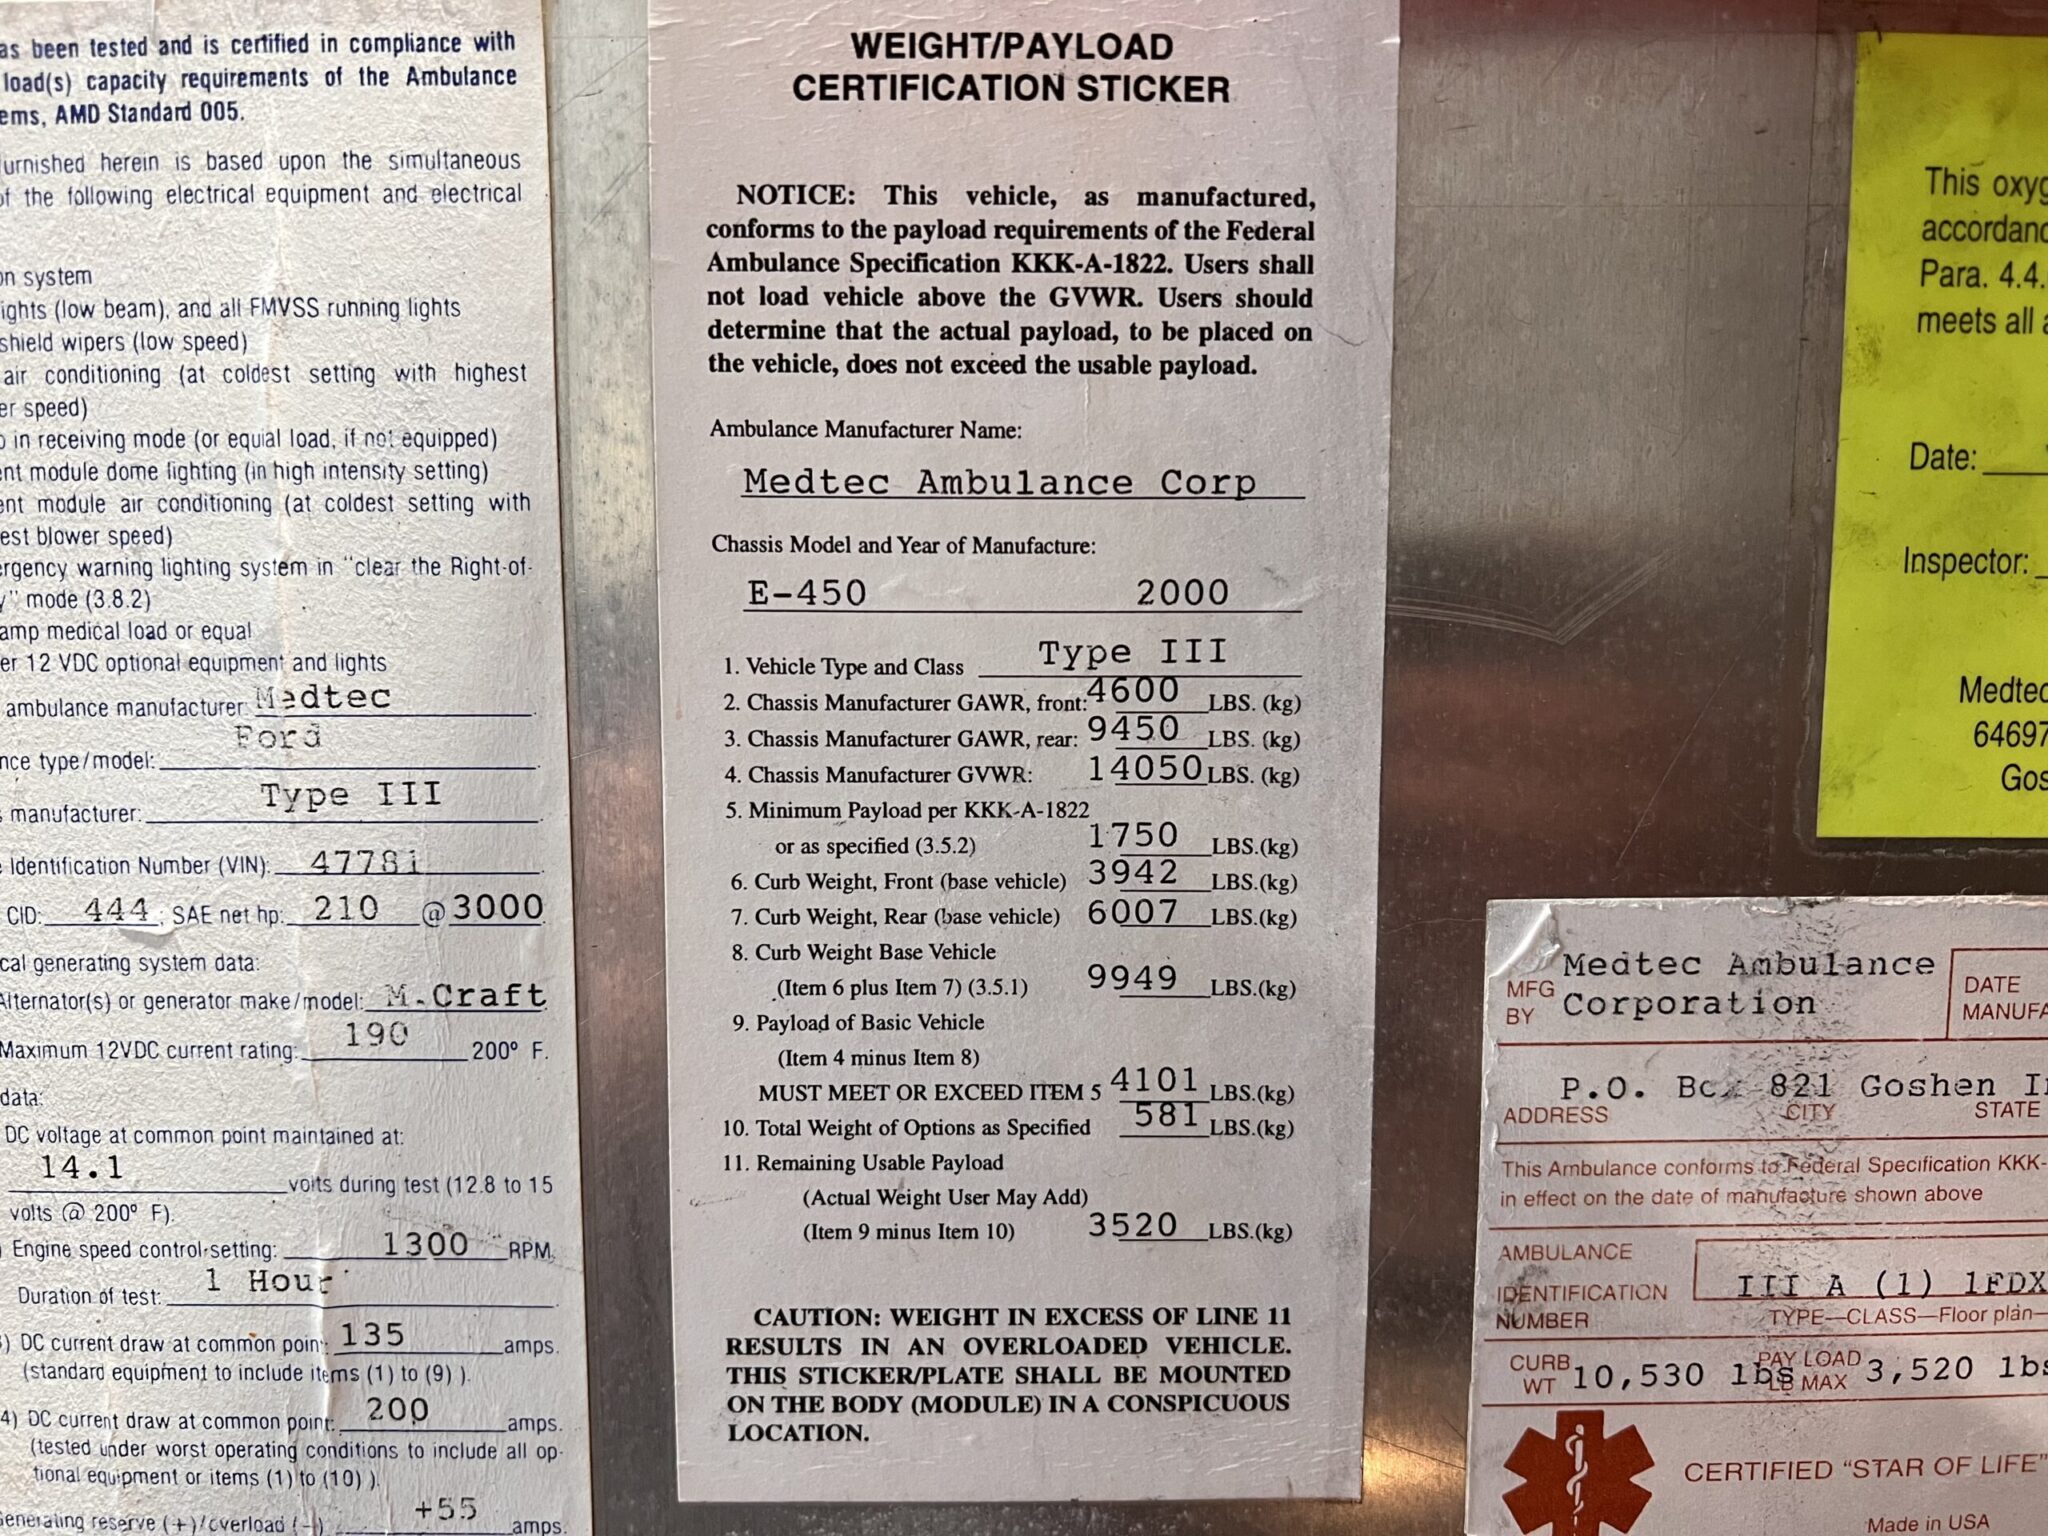 as been tested and is certified in compliance with
load(s) capacity requirements of the Ambulance
ems, AMD Standard 005.
urnished herein is based upon the simultaneous
of the following electrical equipment and electrical
on system
ights (low beam), and all FMVSS running lights
shield wipers (low speed)
air conditioning (at coldest setting with highest
er speed)
o in receiving mode (or equial load, if not equipped)
ent module dome lighting (in high intensity setting)
ent module air conditioning (at coldest setting with
est blower speed)
ergency warning lighting system in "clear the Right-of-
y" mode (3.8.2)
amp medical load or equal
er 12 VDC optional equipment and lights
ambulance manufacturer: Medtec
Ford
nce type/model:
Type III
s manufacturer:
e Identification Number (VIN): 47781
CID: 444; SAE net hp: 210 @ 3000
cal generating system data:
Alternator(s) or generator make/model: M.Craft
Maximum 12VDC current rating: 190 200° F.
data:
DC voltage at common point maintained at:
14.1 volts during test (12.8 to 15
volts @ 200° F).
Engine speed control setting: 1300 RPM
Duration of test: 1 Hour
) DC current draw at common point: 135 amps.
(standard equipment to include items (1) to (9) ).
4) DC current draw at common point: 200 amps.
(tested under worst operating conditions to include all op-
tional equipment or items (1) to (10) ).
Generating reserve (+)/overload (-) +55 amps.
WEIGHT/PAYLOAD
CERTIFICATION STICKER
NOTICE: This vehicle, as manufactured,
conforms to the payload requirements of the Federal
Ambulance Specification KKK-A-1822. Users shall
not load vehicle above the GVWR. Users should
determine that the actual payload, to be placed on
the vehicle, does not exceed the usable payload.
Ambulance Manufacturer Name:
Medtec Ambulance Corp
Chassis Model and Year of Manufacture:
E-450 2000
1. Vehicle Type and Class Type III
2. Chassis Manufacturer GAWR, front: 4600 LBS. (kg)
3. Chassis Manufacturer GAWR, rear: 9450 LBS. (kg)
4. Chassis Manufacturer GVWR: 14050 LBS. (kg)
5. Minimum Payload per KKK-A-1822
or as specified (3.5.2) 1750 LBS.(kg)
6. Curb Weight, Front (base vehicle) 3942 LBS.(kg)
7. Curb Weight, Rear (base vehicle) 6007 LBS.(kg)
8. Curb Weight Base Vehicle
(Item 6 plus Item 7) (3.5.1) 9949 LBS.(kg)
9. Payload of Basic Vehicle
(Item 4 minus Item 8)
MUST MEET OR EXCEED ITEM 5 4101 LBS.(kg)
10. Total Weight of Options as Specified 581 LBS.(kg)
11. Remaining Usable Payload
(Actual Weight User May Add)
(Item 9 minus Item 10) 3520 LBS.(kg)
CAUTION: WEIGHT IN EXCESS OF LINE 11
RESULTS IN AN OVERLOADED VEHICLE.
THIS STICKER/PLATE SHALL BE MOUNTED
ON THE BODY (MODULE) IN A CONSPICUOUS
LOCATION.
This oxyg
accordanc
Para. 4.4.
meets all a
Date:
Inspector:
Medtec
64697
Gos
MFG BY Medtec Ambulance
Corporation
DATE
MANUFA
P.O. Box 821 Goshen In
ADDRESS CITY STATE
This Ambulance conforms to Federal Specification KKK-
in effect on the date of manufacture shown above
AMBULANCE
IDENTIFICATION
NUMBER
III A (1) 1FDX
TYPE—CLASS—Floor plan—
CURB WT 10,530 lbs PAY LOAD LB MAX 3,520 lbs
CERTIFIED "STAR OF LIFE"
Made in USA